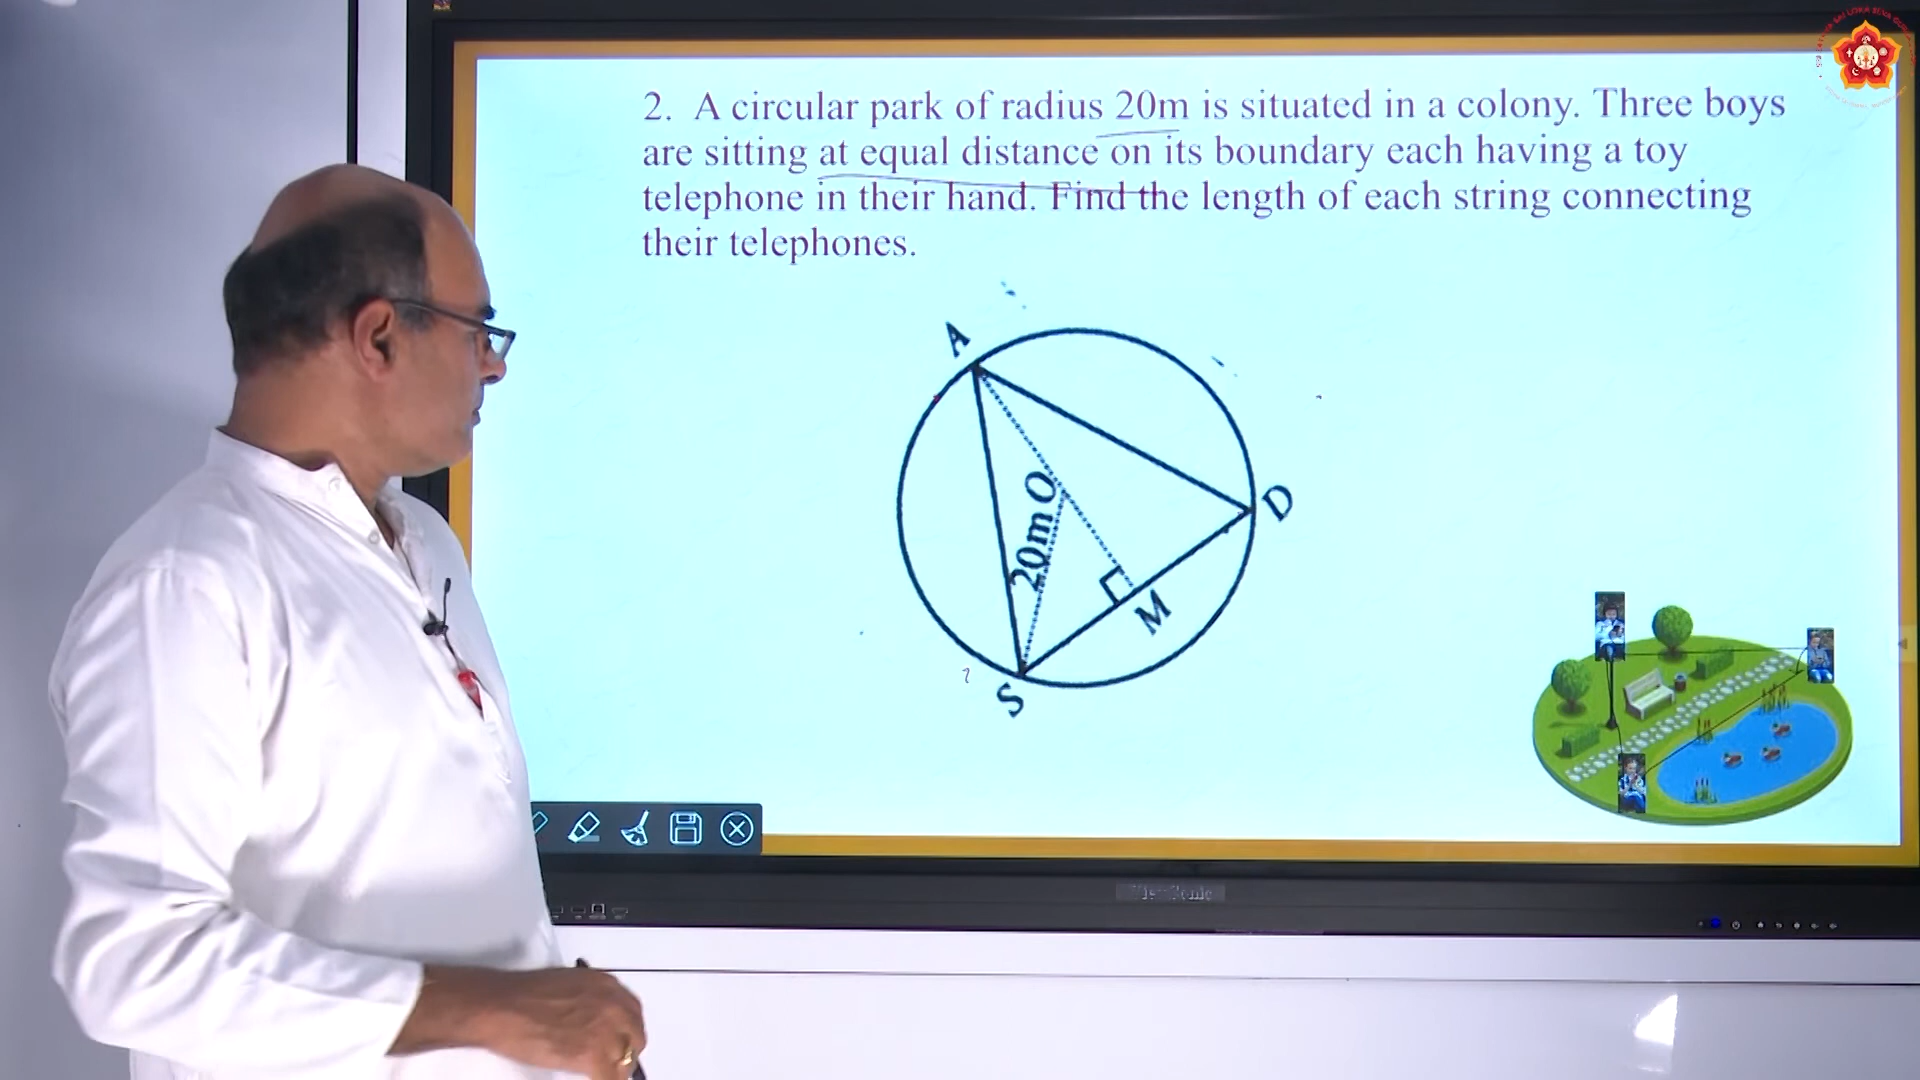 2. A circular park of radius 20m is situated in a colony. Three boys
are sitting at equal distance on its boundary each having a toy
telephone in their hand. Find the length of each string connecting
their telephones.
A
D
O
20m
M
S
ViewSonic